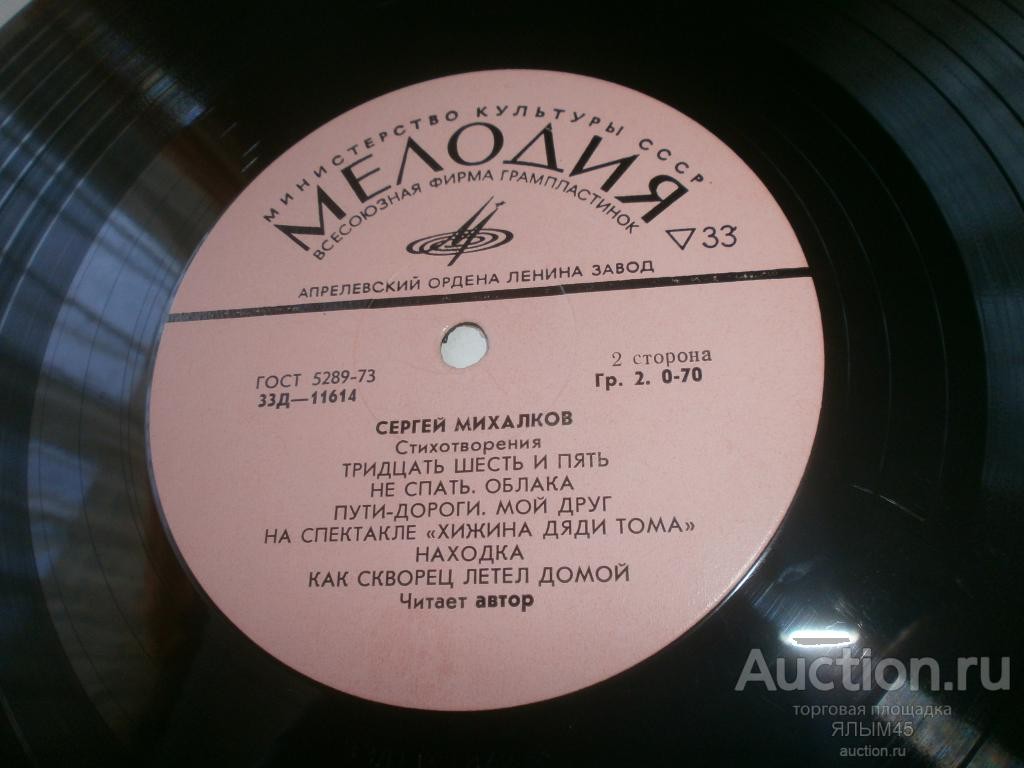 МИНИСТЕРСТВО КУЛЬТУРЫ СССР
МЕЛОДИЯ
ВСЕСОЮЗНАЯ ФИРМА ГРАМПЛАСТИНОК
▽33
АПРЕЛЕВСКИЙ ОРДЕНА ЛЕНИНА ЗАВОД
ГОСТ 5289-73
33Д—11614
2 сторона
Гр. 2. 0-70
СЕРГЕЙ МИХАЛКОВ
Стихотворения
ТРИДЦАТЬ ШЕСТЬ И ПЯТЬ
НЕ СПАТЬ. ОБЛАКА
ПУТИ-ДОРОГИ. МОЙ ДРУГ
НА СПЕКТАКЛЕ «ХИЖИНА ДЯДИ ТОМА»
НАХОДКА
КАК СКВОРЕЦ ЛЕТЕЛ ДОМОЙ
Читает автор
Auction.ru
торговая площадка
ЯЛЫМ45
auction.ru